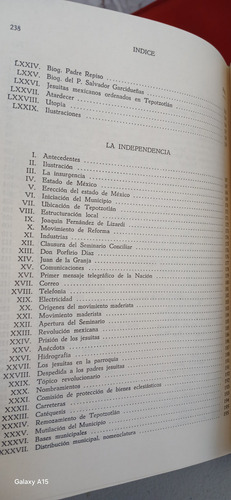 238
INDICE
LXXIV. Biog. Padre Repiso
LXXV. Biog. del P. Salvador Garcidueñas
LXXVI. Jesuitas mexicanos ordenados en Tepotzotlán
LXXVII. Atardecer
LXXVIII. Utopía
LXXIX. Ilustraciones
LA INDEPENDENCIA
I. Antecedentes
II. Ilustración
III. La insurgencia
IV. Estado de México
V. Erección del estado de México
VI. Iniciación del Municipio
VII. Ubicación de Tepotzotlán
VIII. Estructuración local
IX. Joaquín Fernández de Lizardi
X. Movimiento de Reforma
XI. Industrias
XII. Clausura del Seminario Conciliar
XIII. Don Porfirio Díaz
XIV. Juan de la Granja
XV. Comunicaciones
XVI. Primer mensaje telegráfico de la Nación
XVII. Correo
XVIII. Telefonía
XIX. Electricidad
XX. Orígenes del movimiento maderista
XXI. Movimiento maderista
XXII. Apertura del Seminario
XXIII. Revolución mexicana
XXIV. Prisión de los jesuitas
XXV. Anécdota
XXVI. Hidrografía
XXVII. Los jesuitas en la parroquia
XXVIII. Despedida a los padres jesuitas
XXIX. Tópico revolucionario
XXX. Nombramientos
XXXI. Comisión de protección de bienes eclesiásticos
XXXII. Carreteras
XXXIII. Catéquesis
XXXIV. Remozamiento de Tepotzotlán
XXXV. Mutilación del Municipio
XXXVI. Bases municipales
XXXVII. Distribución municipal, nomenclatura
Galaxy A15